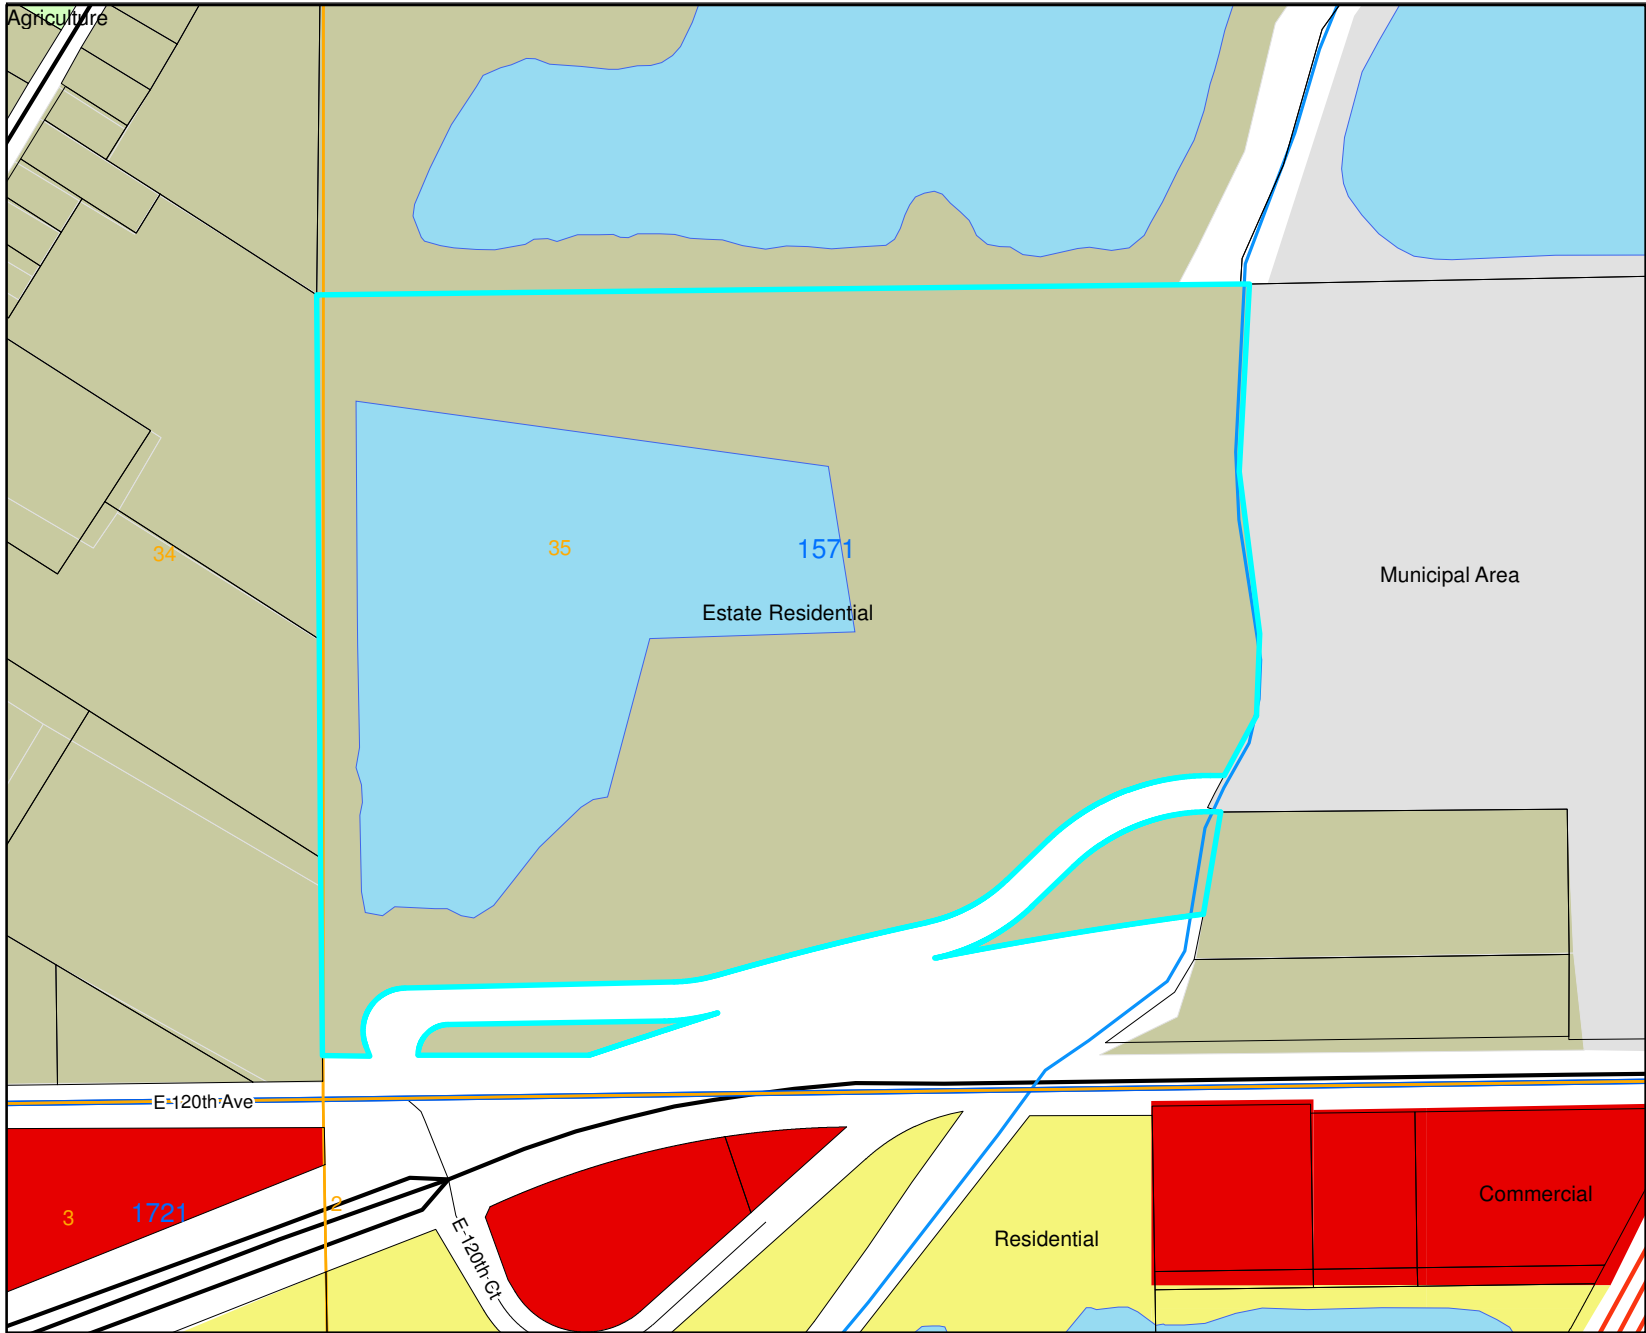 Agriculture
34
35
1571
Municipal Area
Estate Residential
E 120th Ave
3
1721
2
E 120th Ct
Residential
Commercial